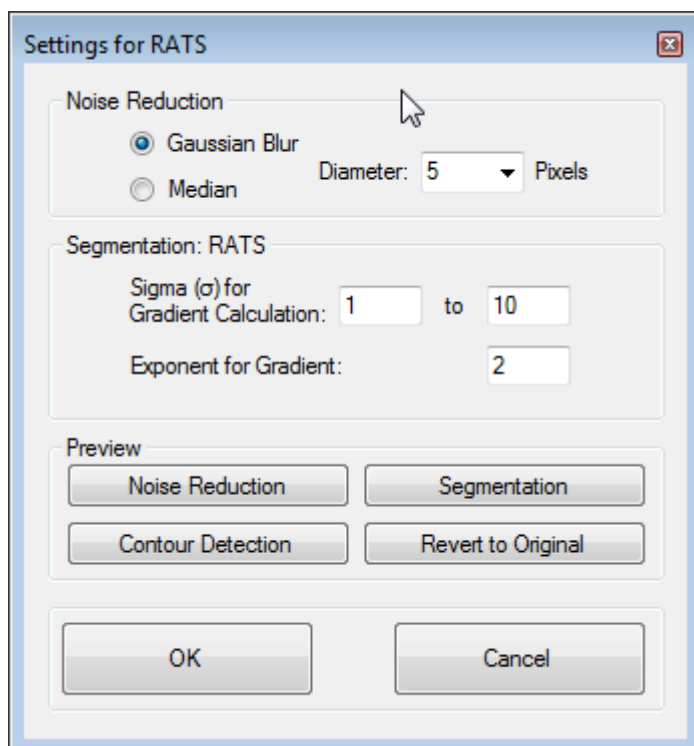 Settings for RATS
Noise Reduction
Gaussian Blur
Median
Diameter: 5 Pixels
Segmentation: RATS
Sigma (σ) for
Gradient Calculation: 1 to 10
Exponent for Gradient: 2
Preview
Noise Reduction Segmentation
Contour Detection Revert to Original
OK Cancel